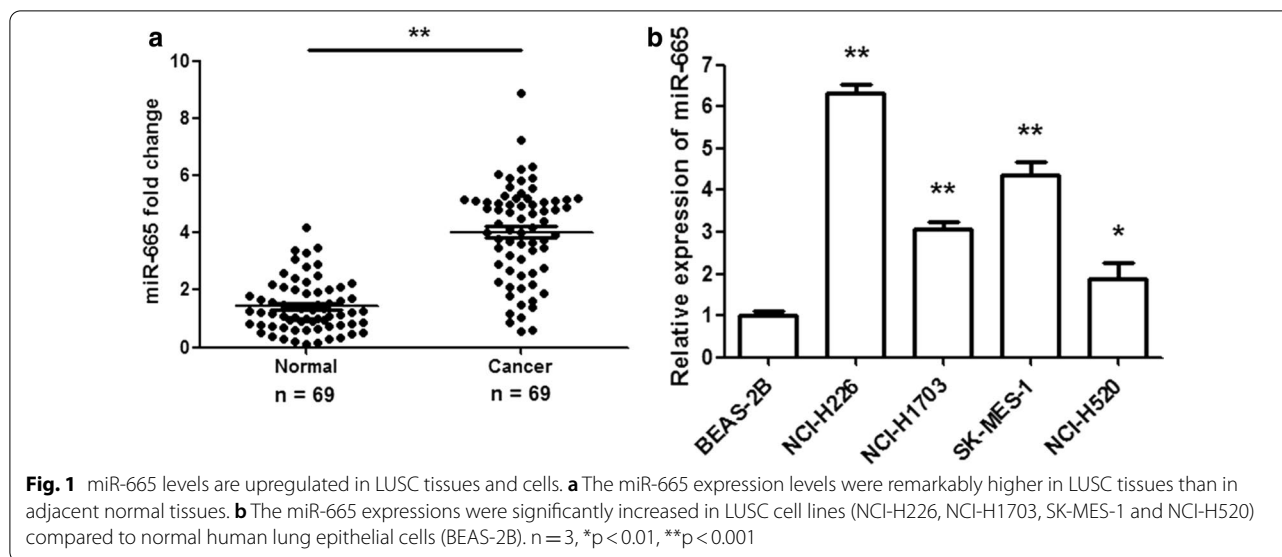 a
**
10
8
6
4
2
0
miR-665 fold change
Normal
Cancer
n = 69
n = 69
b
Relative expression of miR-665
7
6
5
4
3
2
1
0
**
**
**
*
BEAS-2B
NCI-H226
NCI-H1703
SK-MES-1
NCI-H520
Fig. 1 miR-665 levels are upregulated in LUSC tissues and cells. a The miR-665 expression levels were remarkably higher in LUSC tissues than in
adjacent normal tissues. b The miR-665 expressions were significantly increased in LUSC cell lines (NCI-H226, NCI-H1703, SK-MES-1 and NCI-H520)
compared to normal human lung epithelial cells (BEAS-2B). n = 3, *p < 0.01, **p < 0.001